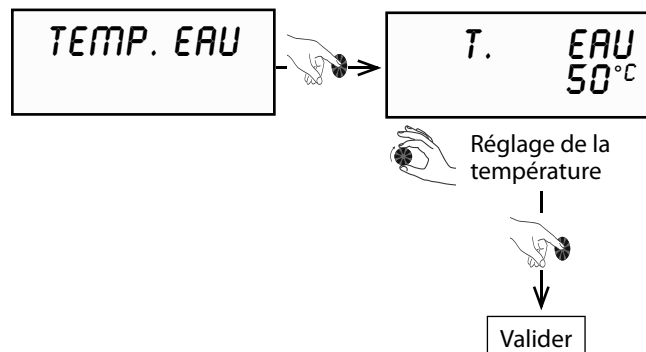 TEMP. EAU
T. EAU
50°C
Réglage de la
température
Valider